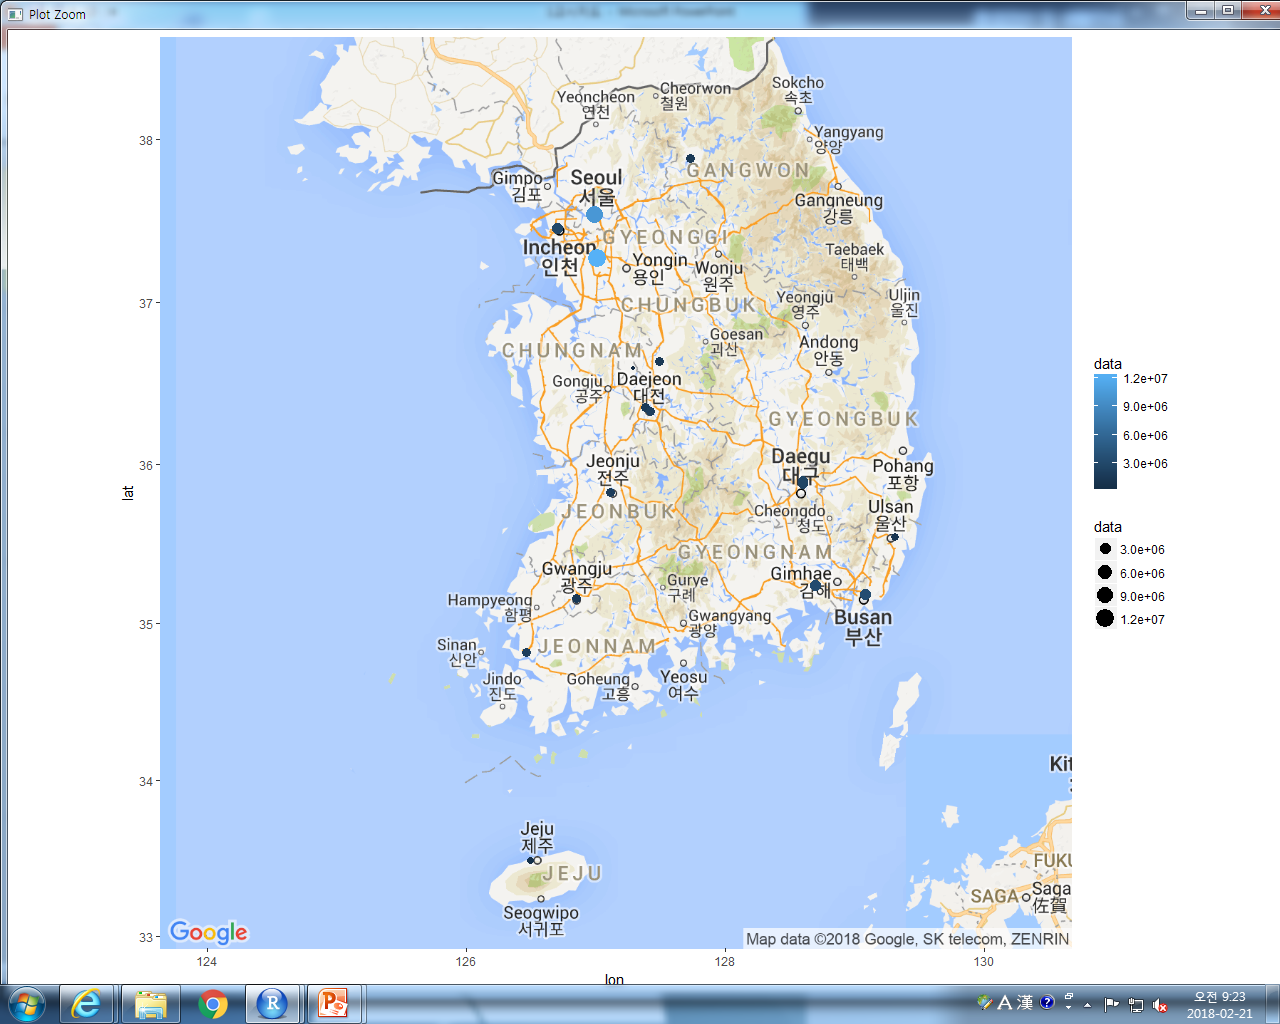 Plot Zoom
Microsoft PowerPoint
Sokcho
속초
Cheorwon
철원
Yeoncheon
연천
Yangyang
양양
38
GANGWON
Gimpo
김포
Seoul
서울
Gangneung
강릉
GYEONGGI
Incheon
인천
Taebaek
태백
Yongin
용인
Wonju
원주
37
CHUNGBUK
Yeongju
영주
Uljin
울진
Goesan
괴산
Andong
안동
CHUNGNAM
Gongju
공주
Daejeon
대전
GYEONGBUK
36
Jeonju
전주
Daegu
대구
Pohang
포항
lat
JEONBUK
Cheongdo
청도
Ulsan
울산
GYEONGNAM
Gwangju
광주
Gurye
구례
Gimhae
김해
Hampyeong
함평
Gwangyang
광양
Busan
부산
35
Sinan
신안
JEONNAM
Jindo
진도
Goheung
고흥
Yeosu
여수
34
Jeju
제주
JEJU
Seogwipo
서귀포
Kit
FUKU
SAGA
Saga
佐賀
33
Google
Map data ©2018 Google, SK telecom, ZENRIN
124
126
128
130
lon
data
1.2e+07
9.0e+06
6.0e+06
3.0e+06
data
3.0e+06
6.0e+06
9.0e+06
1.2e+07
A 漢
오전 9:23
2018-02-21